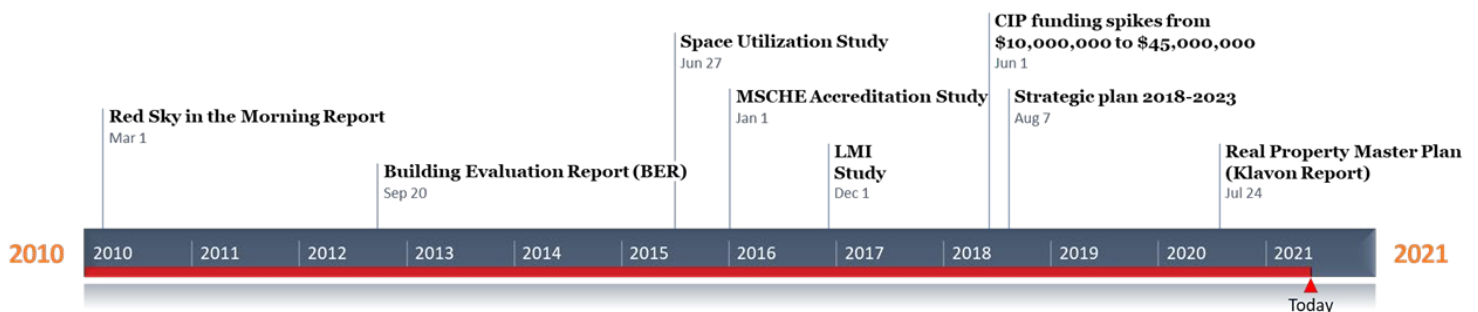 CIP funding spikes from
$10,000,000 to $45,000,000
Jun 1
Space Utilization Study
Jun 27
MSCHE Accreditation Study
Jan 1
Strategic plan 2018-2023
Aug 7
Red Sky in the Morning Report
Mar 1
LMI
Study
Dec 1
Real Property Master Plan
(Klavon Report)
Jul 24
Building Evaluation Report (BER)
Sep 20
2010 2010 2011 2012 2013 2014 2015 2016 2017 2018 2019 2020 2021 2021
Today